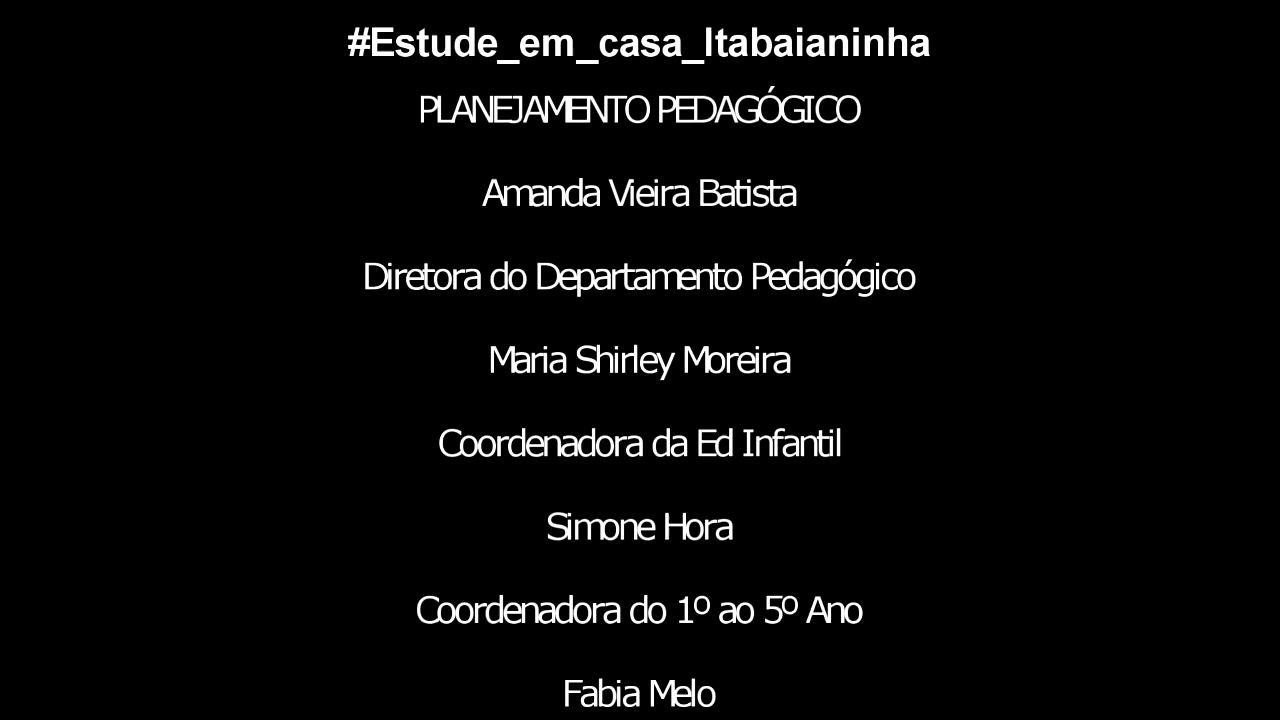 #Estude_em_casa_Itabaianinha
PLANEJAMENTO PEDAGÓGICO
Amanda Vieira Batista
Diretora do Departamento Pedagógico
Maria Shirley Moreira
Coordenadora da Ed Infantil
Simone Hora
Coordenadora do 1º ao 5º Ano
Fabia Melo